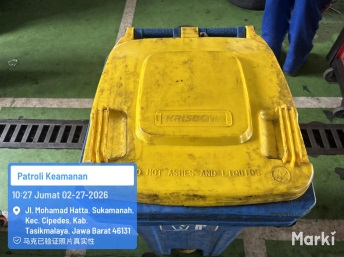 KRISBOW
DO NOT ASHES AND LIQUIDS
Patroli Keamanan
10:27 Jumat 02-27-2026
Jl. Mohamad Hatta. Sukamanah.
Kec. Cipedes. Kab.
Tasikmalaya. Jawa Barat 46131
马克已验证照片真实性
Marki